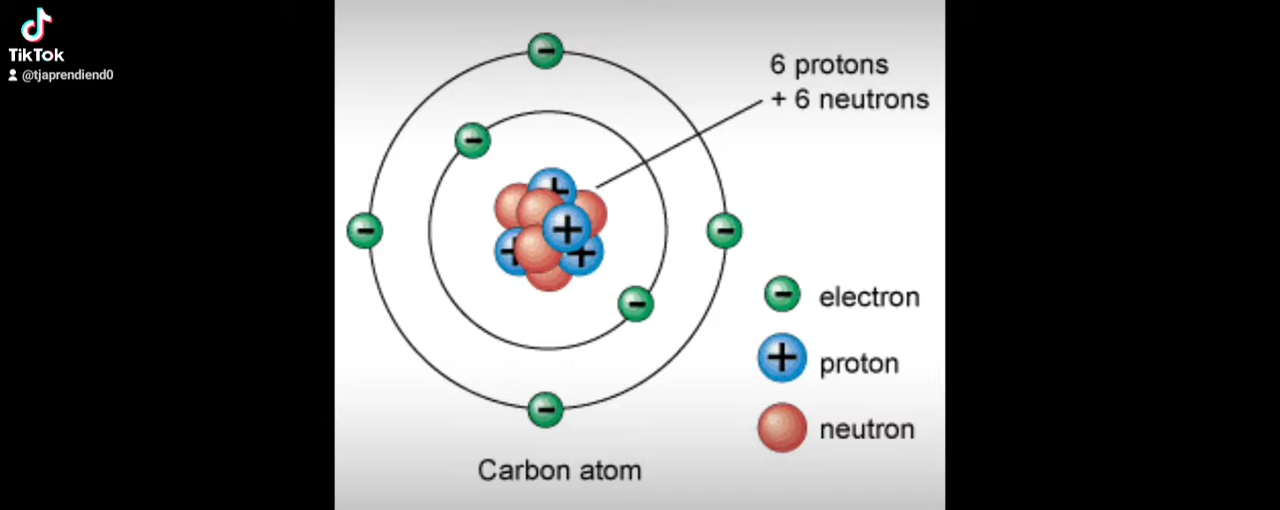 TikTok
@tjaprendiend0
6 protons
+ 6 neutrons
electron
proton
neutron
Carbon atom